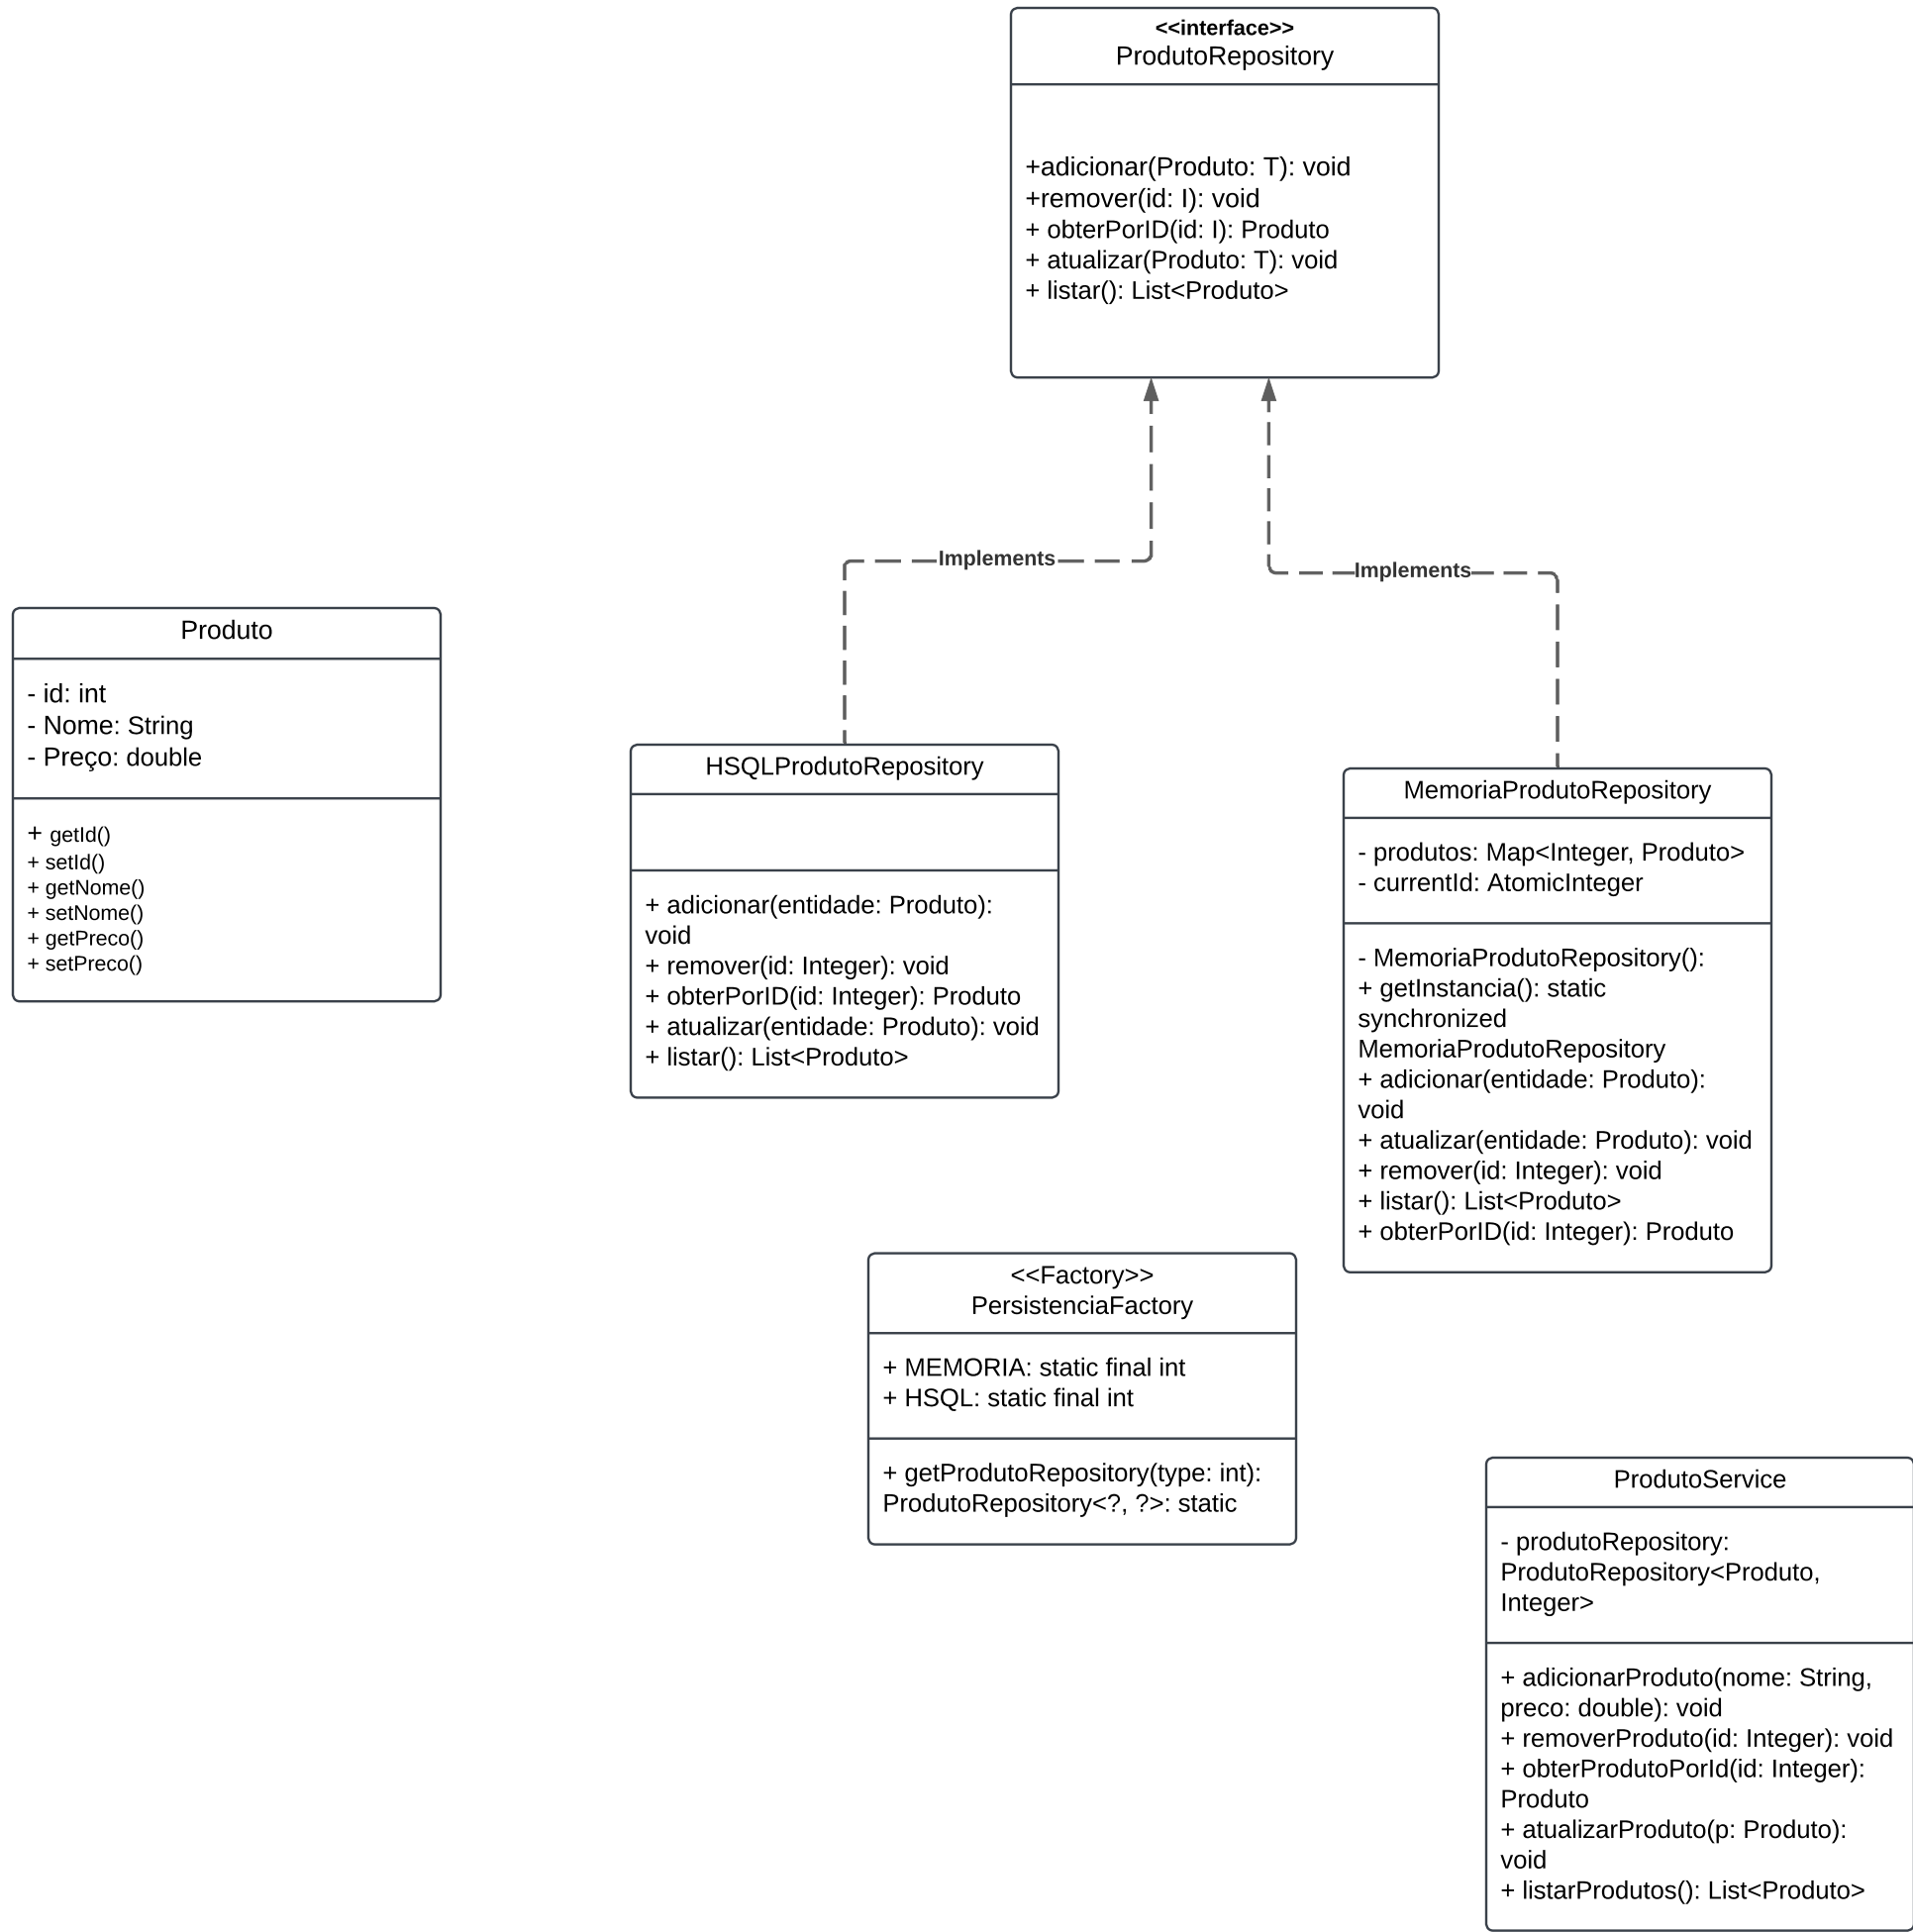 <<interface>>
ProdutoRepository
+adicionar(Produto: T): void
+remover(id: I): void
+ obterPorID(id: I): Produto
+ atualizar(Produto: T): void
+ listar(): List<Produto>
Implements
Implements
Produto
- id: int
- Nome: String
- Preço: double
+ getId()
+ setId()
+ getNome()
+ setNome()
+ getPreco()
+ setPreco()
HSQLProdutoRepository
+ adicionar(entidade: Produto):
void
+ remover(id: Integer): void
+ obterPorID(id: Integer): Produto
+ atualizar(entidade: Produto): void
+ listar(): List<Produto>
MemoriaProdutoRepository
- produtos: Map<Integer, Produto>
- currentId: AtomicInteger
- MemoriaProdutoRepository():
+ getInstancia(): static
synchronized
MemoriaProdutoRepository
+ adicionar(entidade: Produto):
void
+ atualizar(entidade: Produto): void
+ remover(id: Integer): void
+ listar(): List<Produto>
+ obterPorID(id: Integer): Produto
<<Factory>>
PersistenciaFactory
+ MEMORIA: static final int
+ HSQL: static final int
+ getProdutoRepository(type: int):
ProdutoRepository<?, ?>: static
ProdutoService
- produtoRepository:
ProdutoRepository<Produto,
Integer>
+ adicionarProduto(nome: String,
preco: double): void
+ removerProduto(id: Integer): void
+ obterProdutoPorId(id: Integer):
Produto
+ atualizarProduto(p: Produto):
void
+ listarProdutos(): List<Produto>